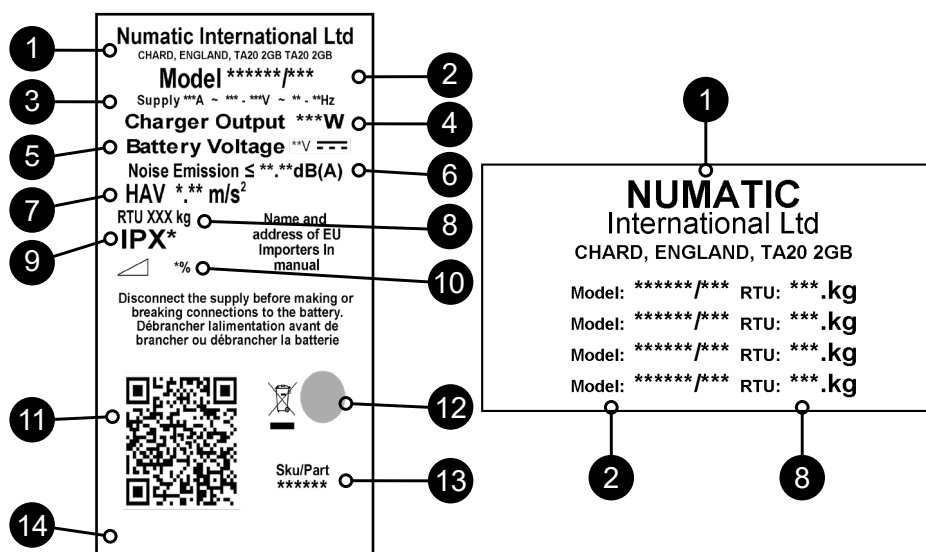 1
Numatic International Ltd
CHARD, ENGLAND, TA20 2GB TA20 2GB
2
Model ******/***
3
Supply ***A ~ *** - ***V ~ ** - **Hz
Charger Output ***W
4
5
Battery Voltage **V
Noise Emission ≤ **.**dB(A)
6
7
HAV *.** m/s²
RTU XXX kg
8
9
IPX*
Name and
address of EU
Importers In
manual
*%
10
Disconnect the supply before making or
breaking connections to the battery.
Débrancher lalimentation avant de
brancher ou débrancher la batterie
11
12
Sku/Part
******
13
14
1
NUMATIC
International Ltd
CHARD, ENGLAND, TA20 2GB
Model: ******/*** RTU: ***.kg
Model: ******/*** RTU: ***.kg
Model: ******/*** RTU: ***.kg
Model: ******/*** RTU: ***.kg
2
8